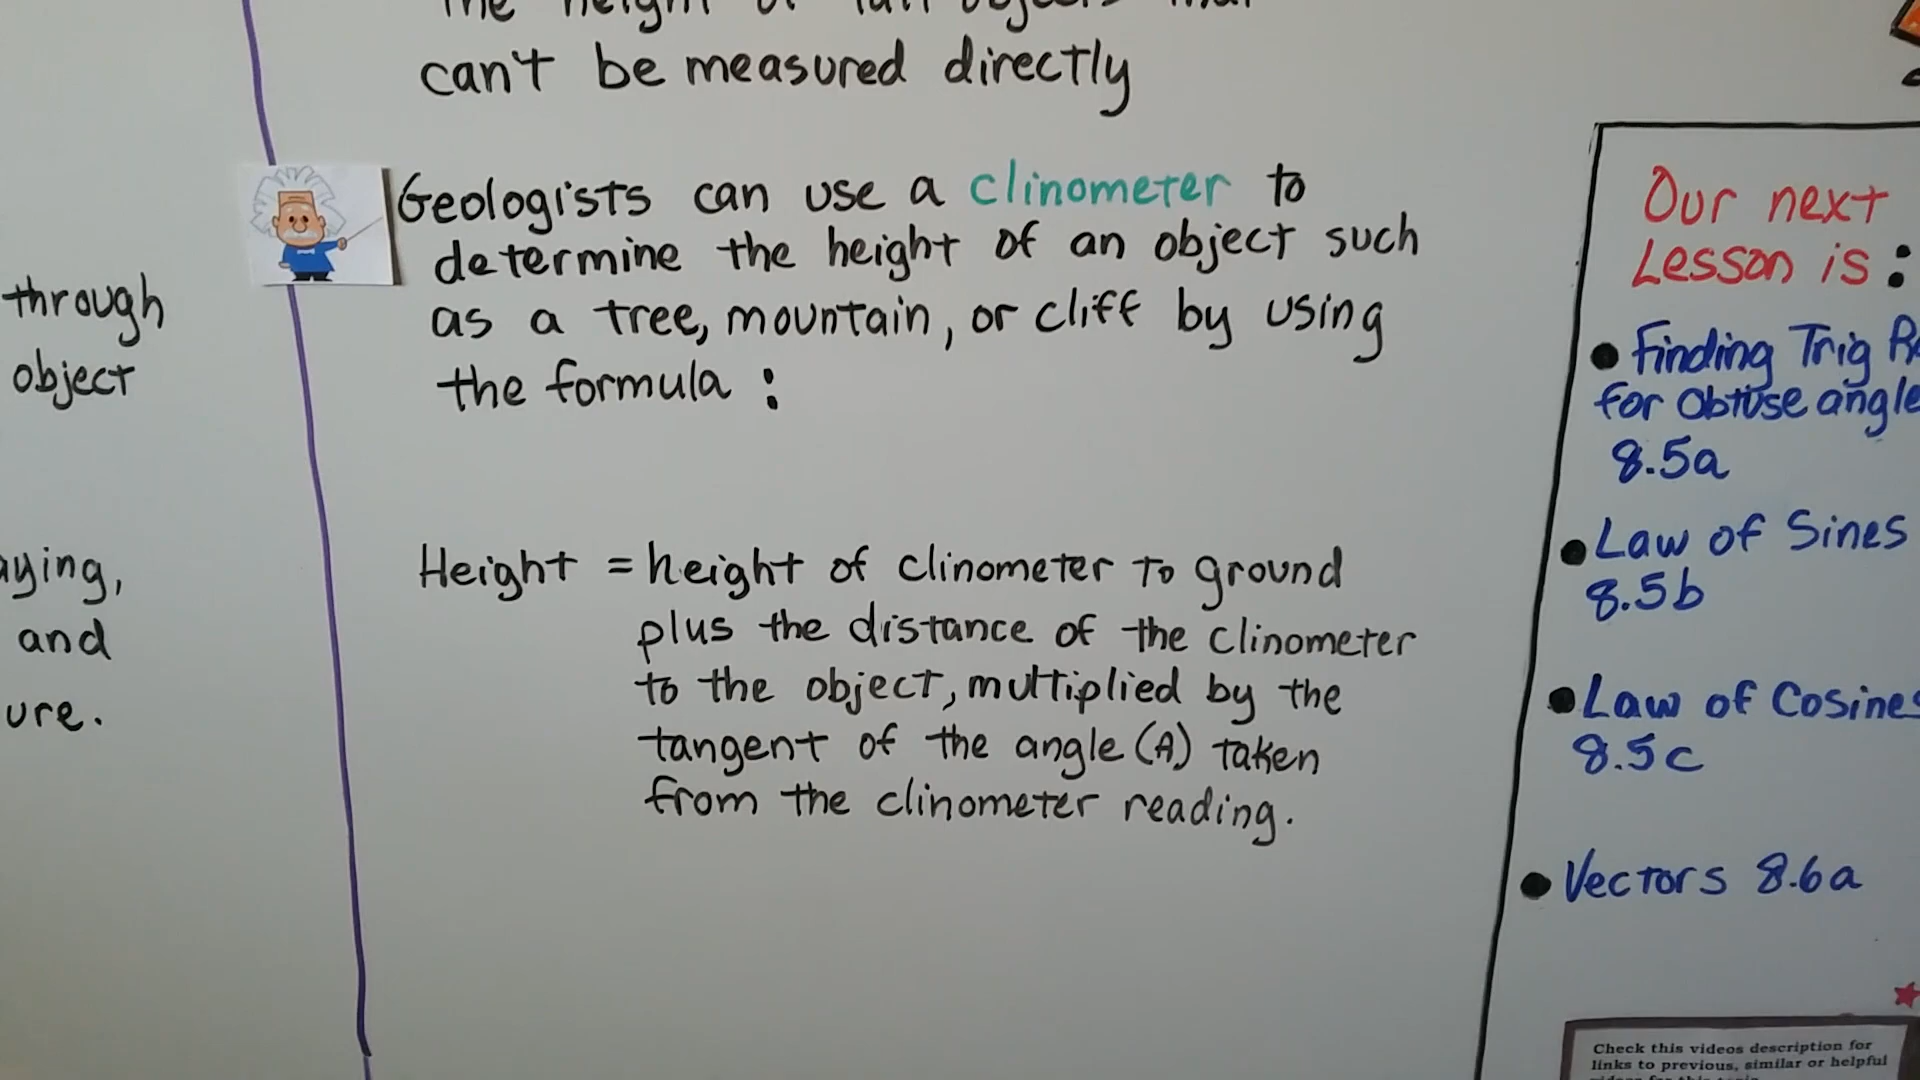 can't be measured directly
Geologists can use a clinometer to
determine the height of an object such
as a tree, mountain, or cliff by using
the formula :
Height = height of clinometer to ground
plus the distance of the clinometer
to the object, multiplied by the
tangent of the angle (A) taken
from the clinometer reading.
through
object
and
Our next
Lesson is :
• Finding Trig
for Obtuse angle
8.5a
• Law of Sines
8.5b
• Law of Cosines
8.5c
• Vectors 8.6a
Check this videos description for
links to previous, similar or helpful